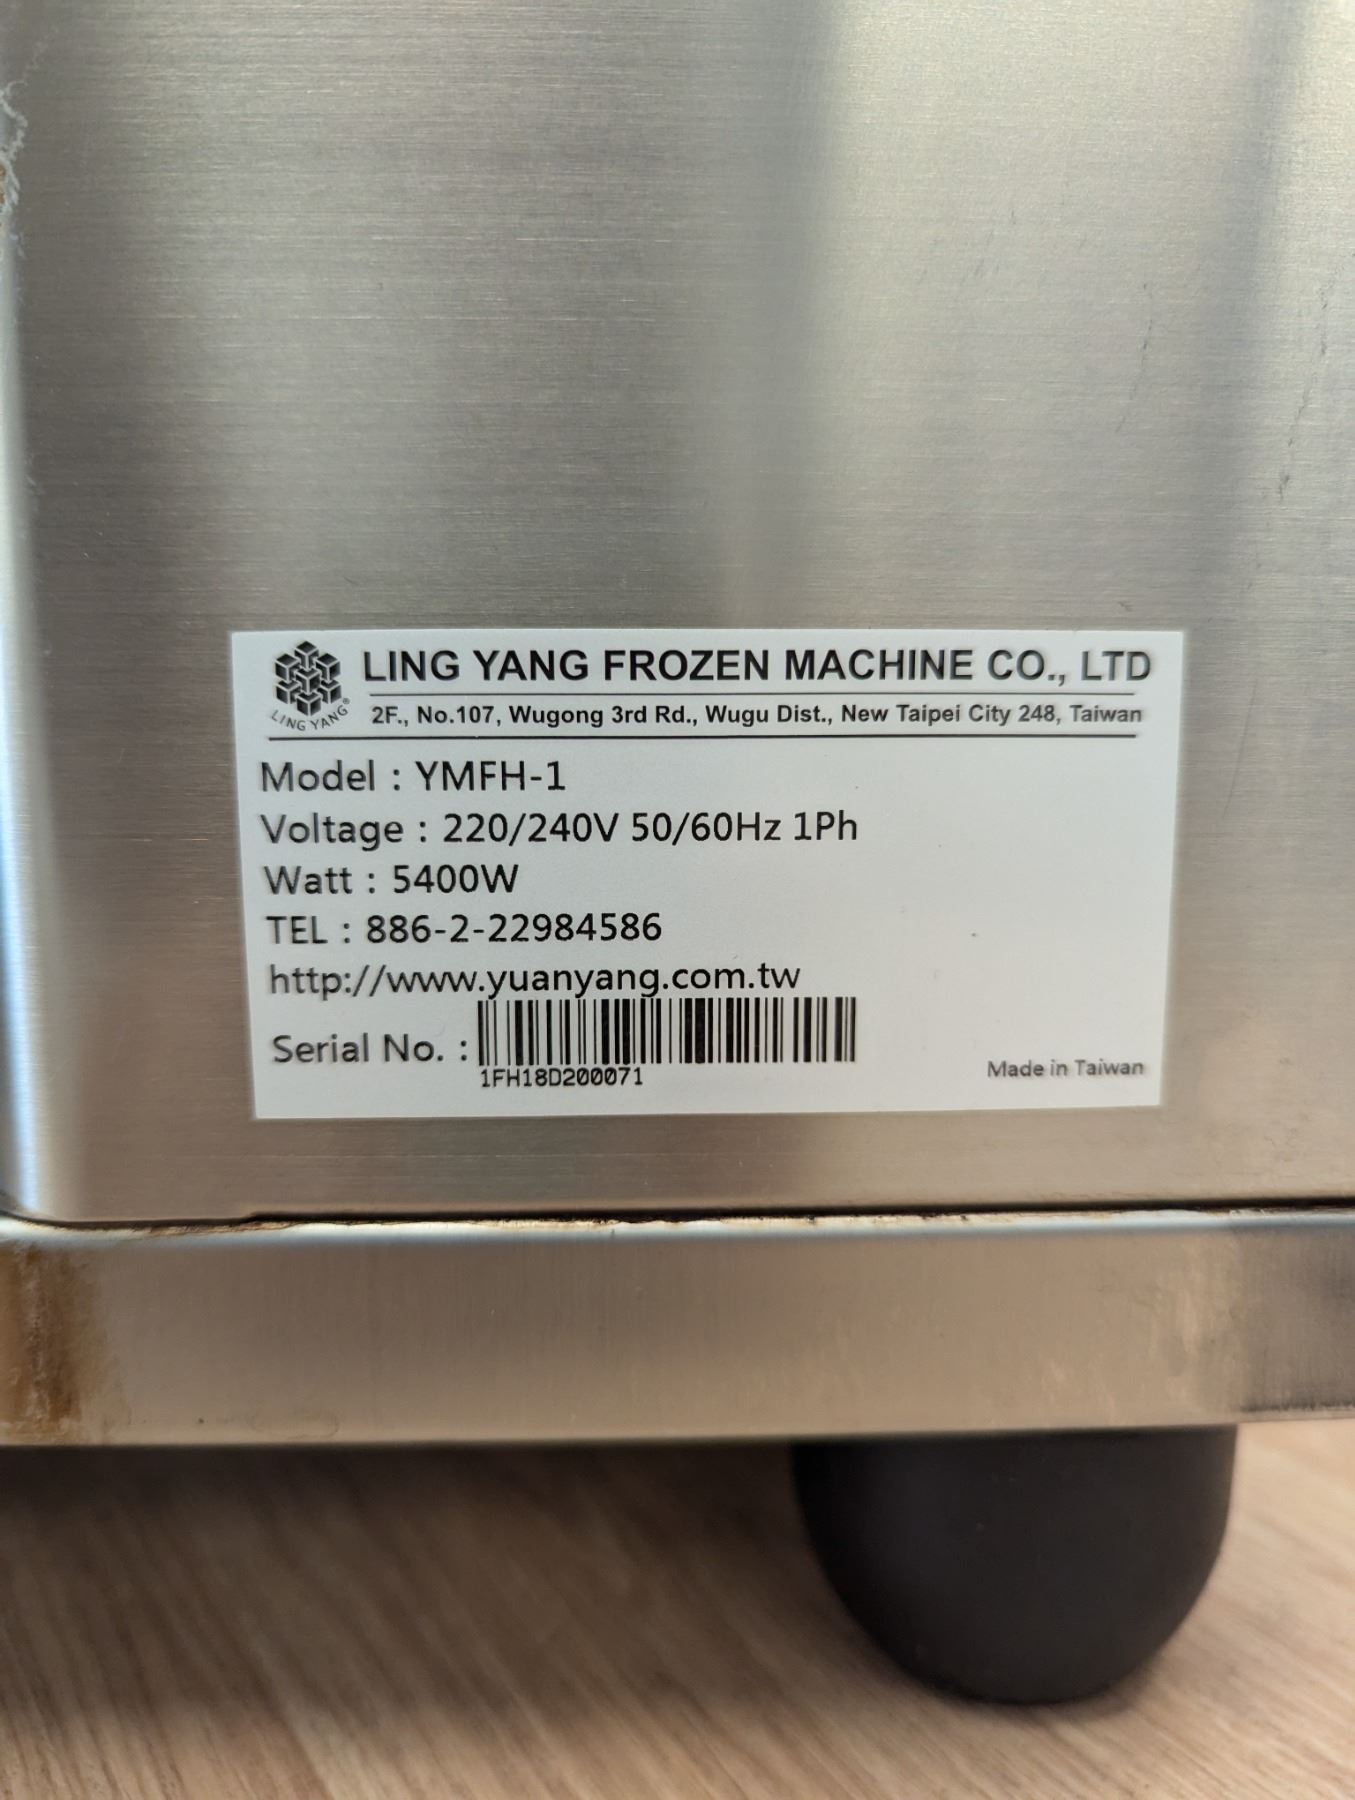 LING YANG FROZEN MACHINE CO., LTD
LING YANG®
2F., No.107, Wugong 3rd Rd., Wugu Dist., New Taipei City 248, Taiwan
Model : YMFH-1
Voltage : 220/240V 50/60Hz 1Ph
Watt : 5400W
TEL : 886-2-22984586
http://www.yuanyang.com.tw
Serial No. :
1FH18D200071
Made in Taiwan